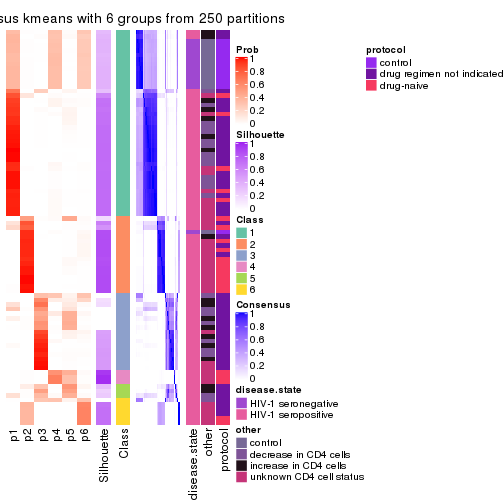 sus kmeans with 6 groups from 250 partitions
Prob
1
0.8
0.6
0.4
0.2
0
Silhouette
1
0.8
0.6
0.4
0.2
0
Class
1
2
3
4
5
6
Consensus
1
0.8
0.6
0.4
0.2
0
disease.state
HIV-1 seronegative
HIV-1 seropositive
other
control
decrease in CD4 cells
increase in CD4 cells
unknown CD4 cell status
protocol
control
drug regimen not indicated
drug-naive
p1
p2
p3
p4
p5
p6
Silhouette
Class
disease.state
other
protocol